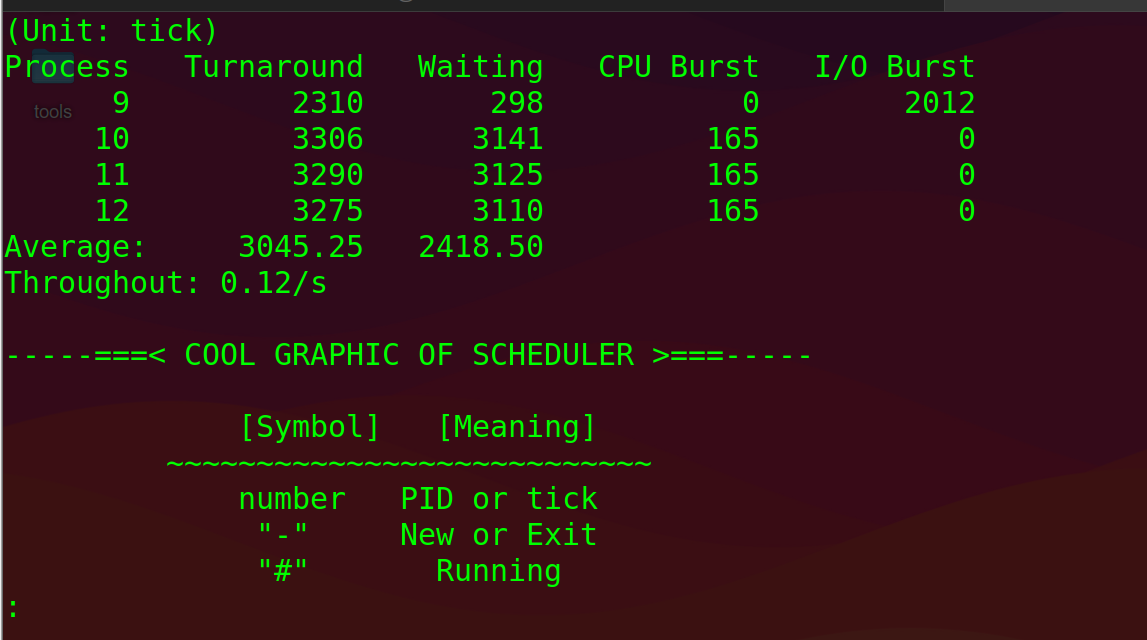 (Unit: tick)
Process   Turnaround   Waiting   CPU Burst   I/O Burst
      9         2310       298           0        2012
tools
     10         3306      3141         165           0
     11         3290      3125         165           0
     12         3275      3110         165           0
Average:     3045.25   2418.50
Throughout: 0.12/s
-----===< COOL GRAPHIC OF SCHEDULER >===-----
             [Symbol]   [Meaning]
         ~~~~~~~~~~~~~~~~~~~~~~~~~~~
             number   PID or tick
              "-"     New or Exit
              "#"       Running
: